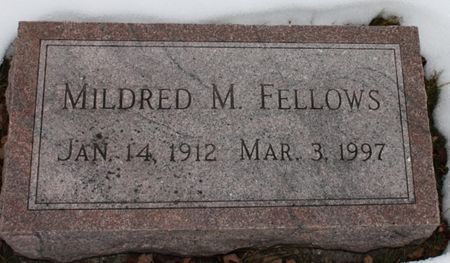 MILDRED M. FELLOWS
JAN. 14, 1912 MAR. 3, 1997